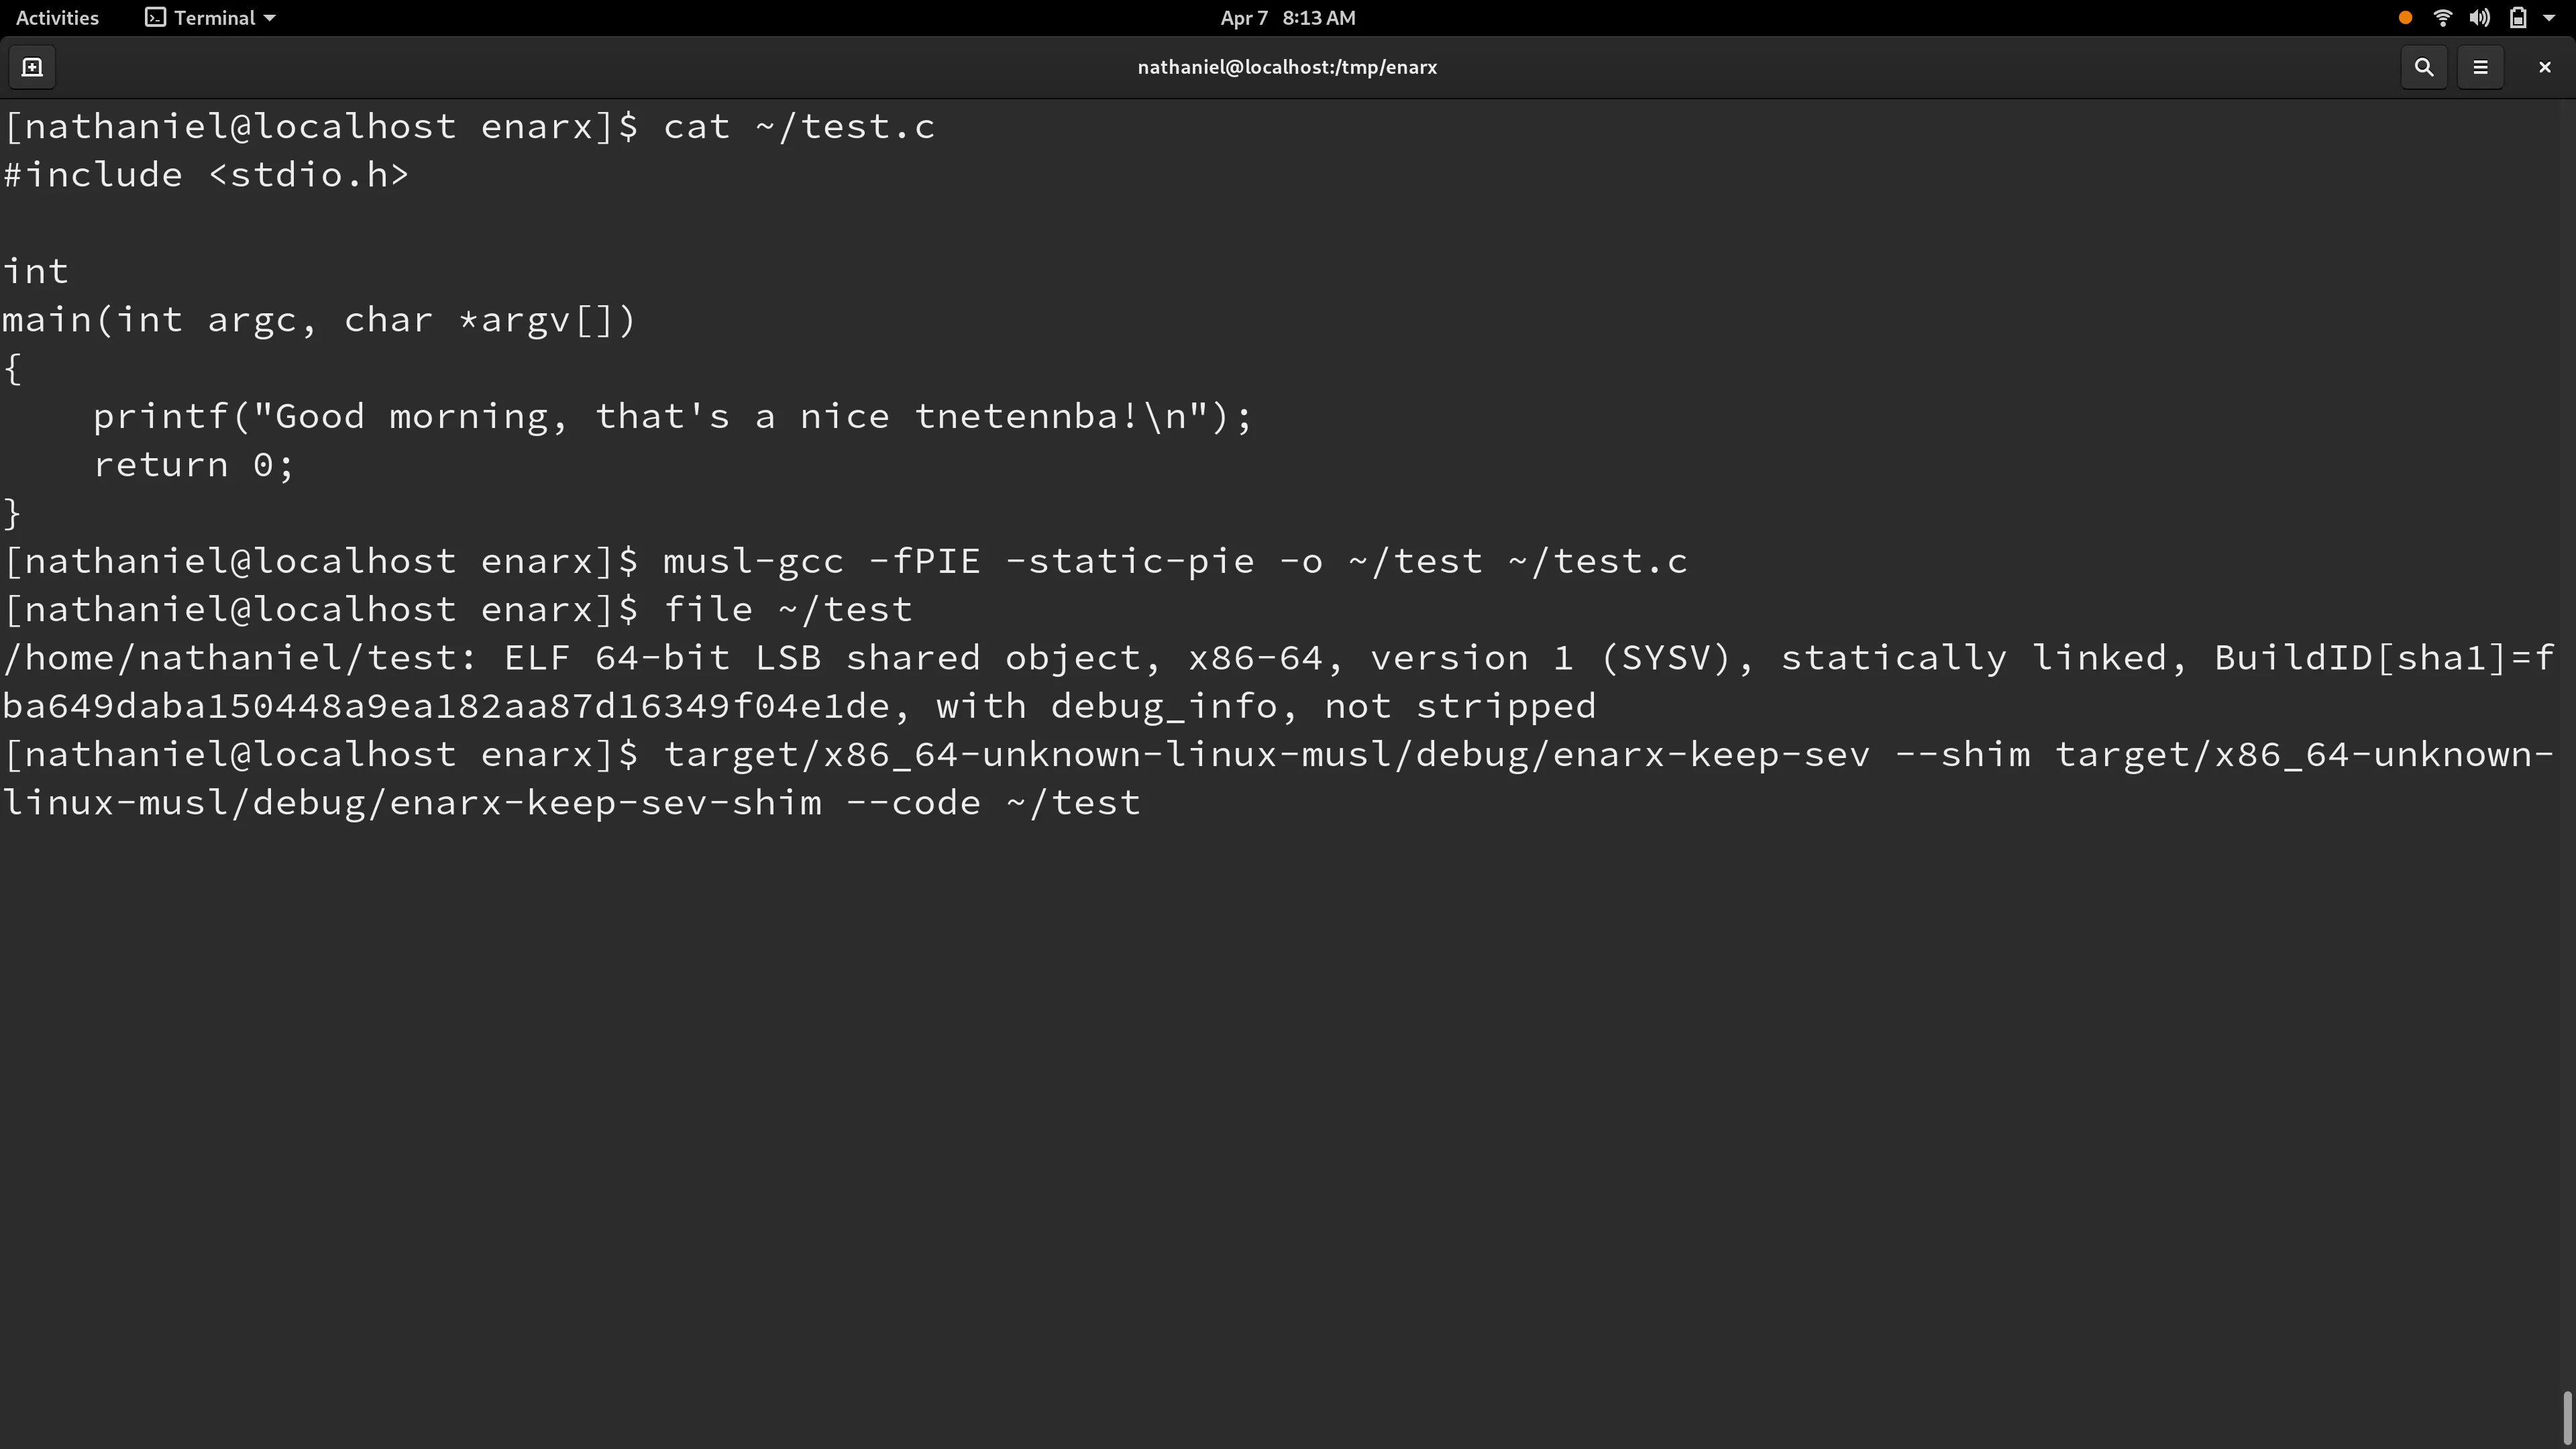 Activities Terminal Apr 7 8:13 AM
nathaniel@localhost:/tmp/enarx
[nathaniel@localhost enarx]$ cat ~/test.c
#include <stdio.h>
int
main(int argc, char *argv[])
{
    printf("Good morning, that's a nice tnetennba!\n");
    return 0;
}
[nathaniel@localhost enarx]$ musl-gcc -fPIE -static-pie -o ~/test ~/test.c
[nathaniel@localhost enarx]$ file ~/test
/home/nathaniel/test: ELF 64-bit LSB shared object, x86-64, version 1 (SYSV), statically linked, BuildID[sha1]=f
ba649daba150448a9ea182aa87d16349f04e1de, with debug_info, not stripped
[nathaniel@localhost enarx]$ target/x86_64-unknown-linux-musl/debug/enarx-keep-sev --shim target/x86_64-unknown-
linux-musl/debug/enarx-keep-sev-shim --code ~/test